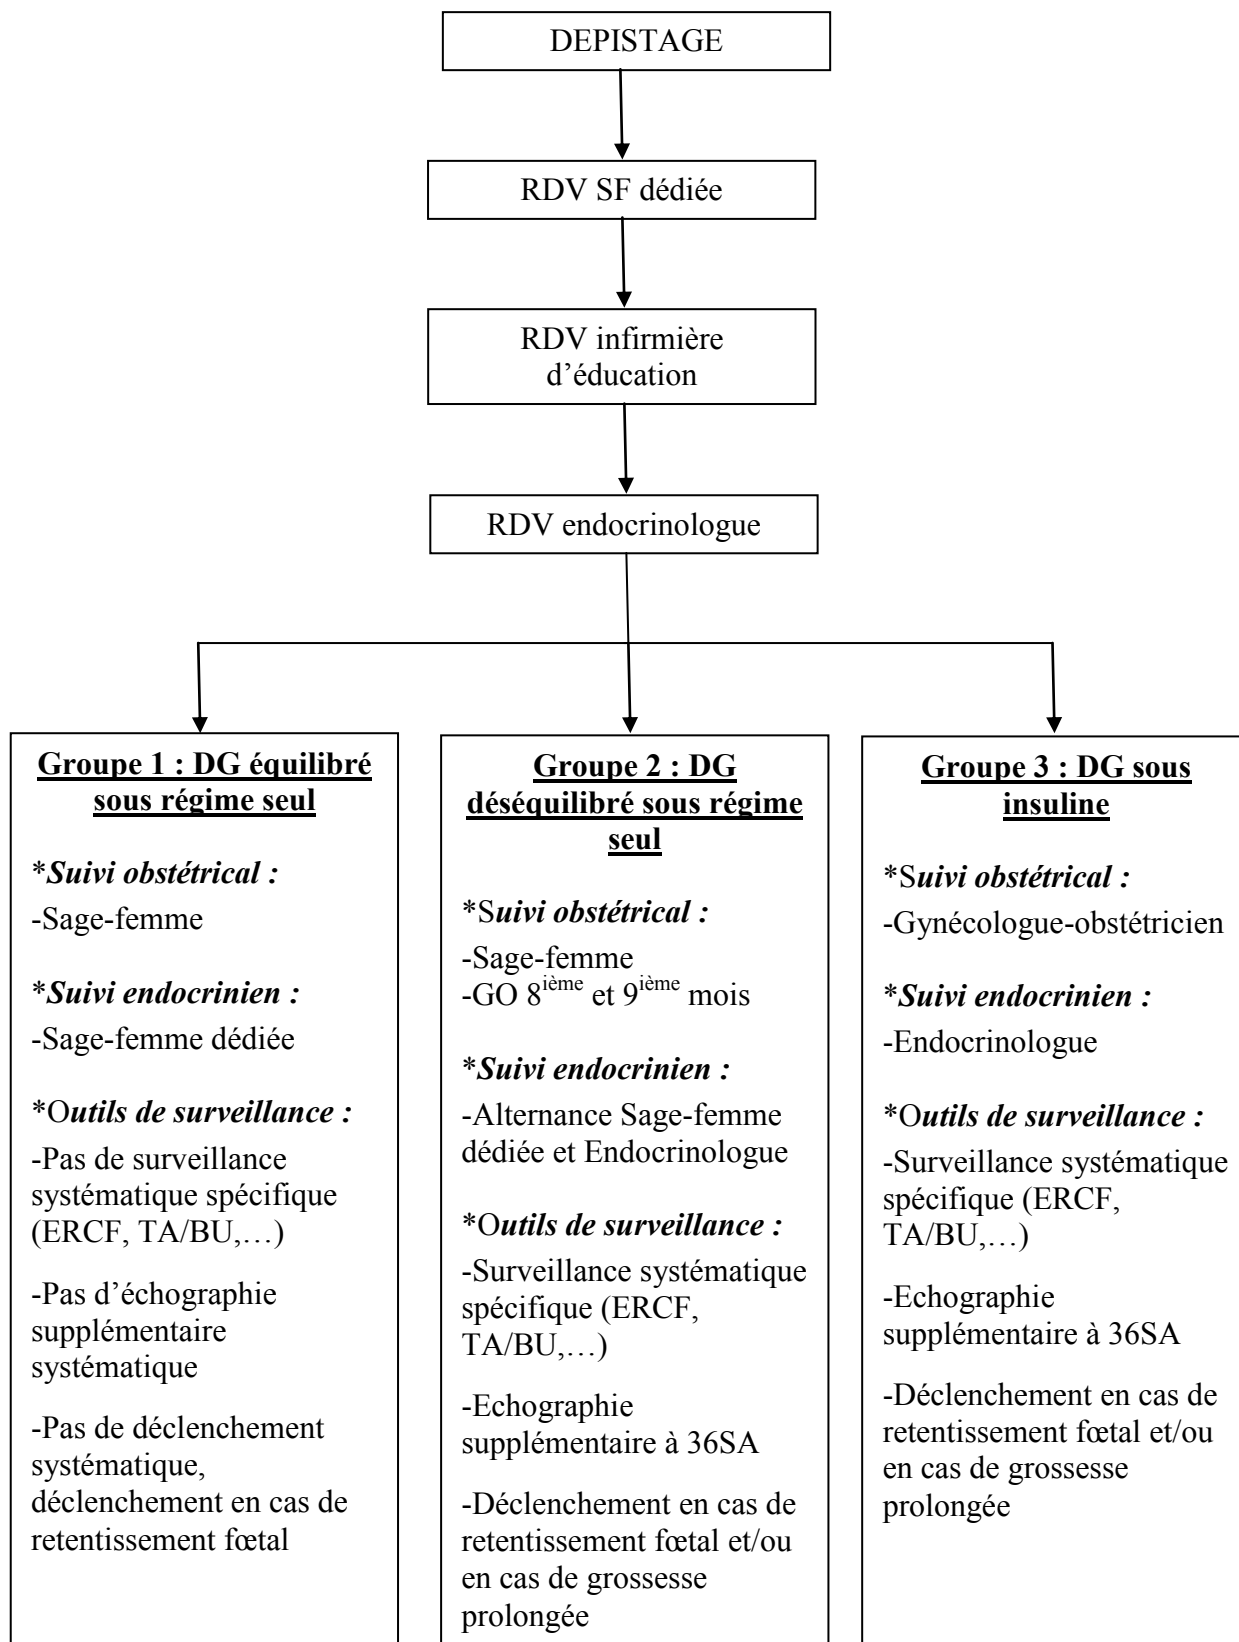 DEPISTAGE
RDV SF dédiée
RDV infirmière
d’éducation
RDV endocrinologue
Groupe 1 : DG équilibré
sous régime seul
*Suivi obstétrical :
-Sage-femme
*Suivi endocrinien :
-Sage-femme dédiée
*Outils de surveillance :
-Pas de surveillance
systématique spécifique
(ERCF, TA/BU,…)
-Pas d’échographie
supplémentaire
systématique
-Pas de déclenchement
systématique,
déclenchement en cas de
retentissement fœtal
Groupe 2 : DG
déséquilibré sous régime
seul
*Suivi obstétrical :
-Sage-femme
-GO 8ième et 9ième mois
*Suivi endocrinien :
-Alternance Sage-femme
dédiée et Endocrinologue
*Outils de surveillance :
-Surveillance systématique
spécifique (ERCF,
TA/BU,…)
-Echographie
supplémentaire à 36SA
-Déclenchement en cas de
retentissement fœtal et/ou
en cas de grossesse
prolongée
Groupe 3 : DG sous
insuline
*Suivi obstétrical :
-Gynécologue-obstétricien
*Suivi endocrinien :
-Endocrinologue
*Outils de surveillance :
-Surveillance systématique
spécifique (ERCF,
TA/BU,…)
-Echographie
supplémentaire à 36SA
-Déclenchement en cas de
retentissement fœtal et/ou
en cas de grossesse
prolongée